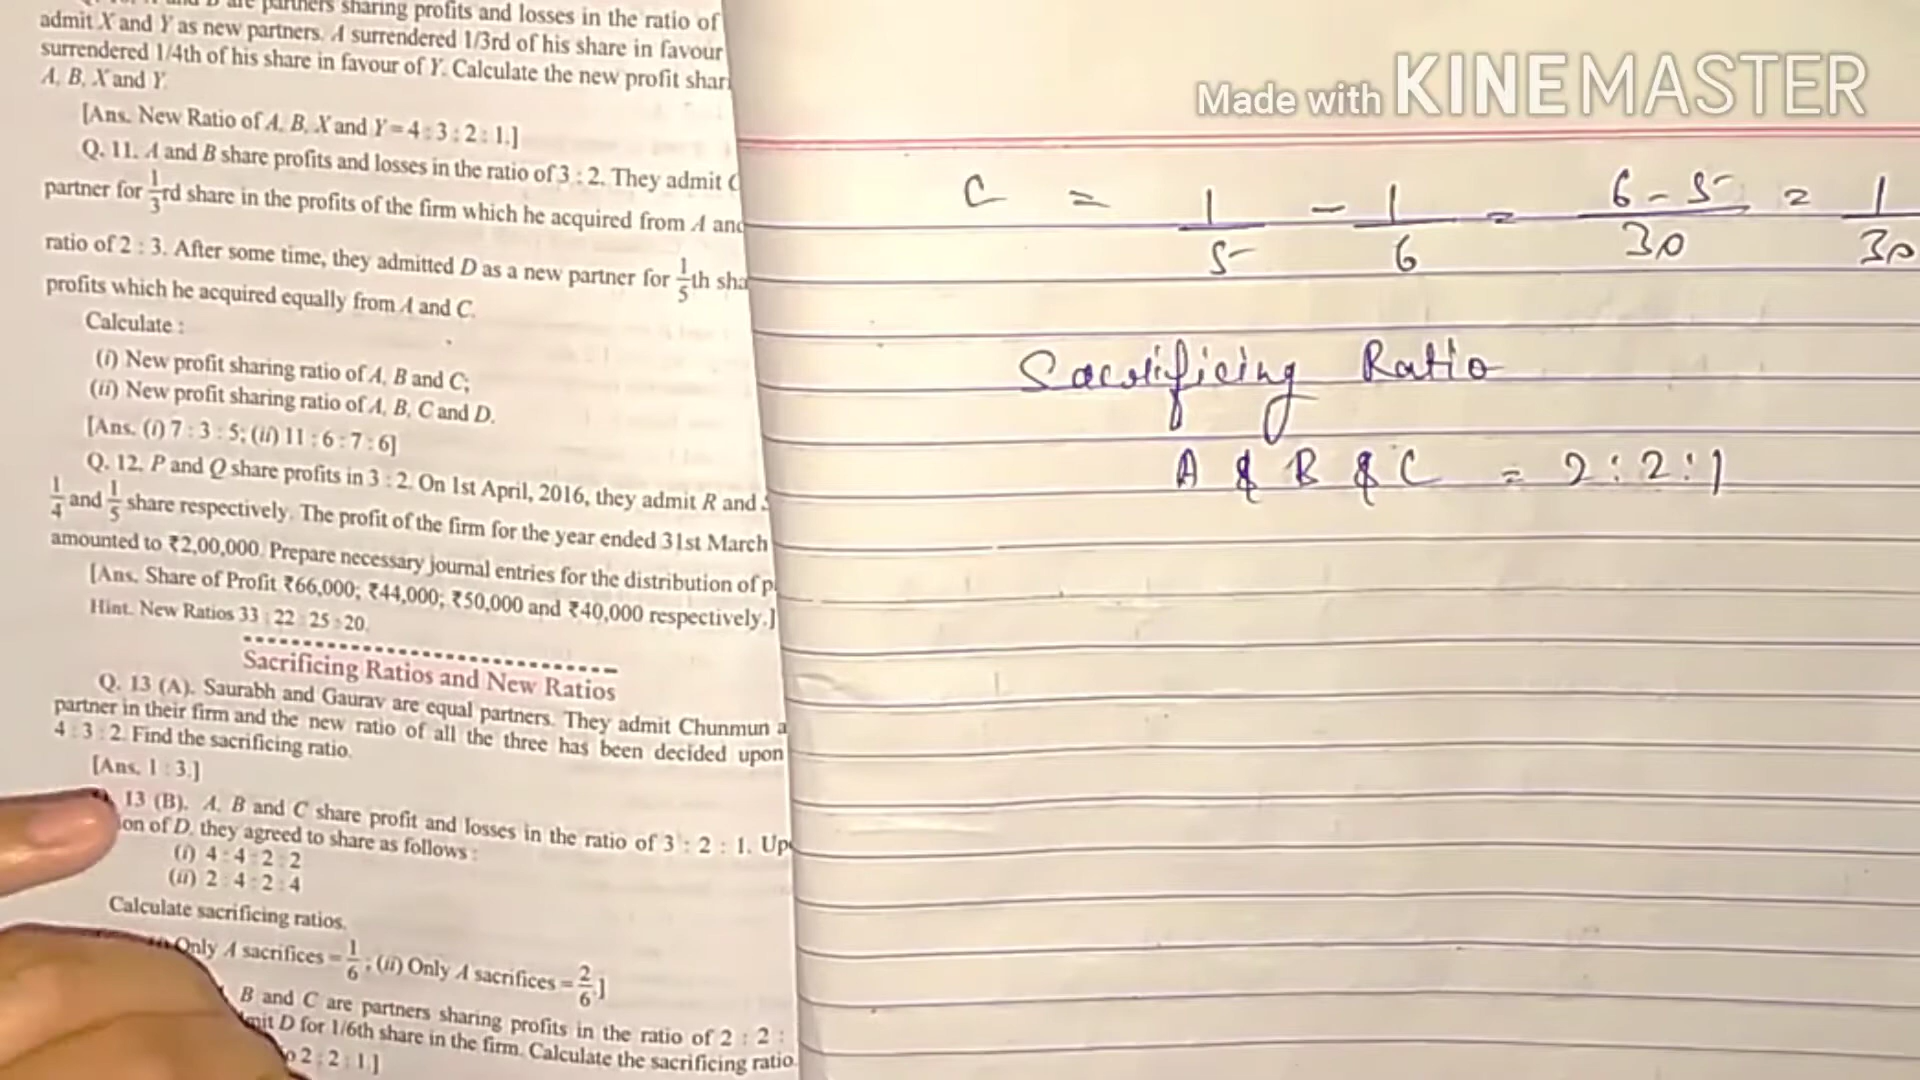 are partners sharing profits and losses in the ratio of
admit X and Y as new partners. A surrendered 1/3rd of his share in favour
surrendered 1/4th of his share in favour of Y. Calculate the new profit shar
A, B, X and Y.
[Ans. New Ratio of A, B, X and Y = 4 : 3 : 2 : 1.]
Q. 11. A and B share profits and losses in the ratio of 3 : 2. They admit C
partner for 1/3rd share in the profits of the firm which he acquired from A and
ratio of 2 : 3. After some time, they admitted D as a new partner for 1/5th sha
profits which he acquired equally from A and C.
Calculate :
(i) New profit sharing ratio of A, B and C;
(ii) New profit sharing ratio of A, B, C and D.
[Ans. (i) 7 : 3 : 5; (ii) 11 : 6 : 7 : 6]
Q. 12. P and Q share profits in 3 : 2. On 1st April, 2016, they admit R and S
1/4 and 1/5 share respectively. The profit of the firm for the year ended 31st March
amounted to ₹2,00,000. Prepare necessary journal entries for the distribution of p
[Ans. Share of Profit ₹66,000; ₹44,000; ₹50,000 and ₹40,000 respectively.]
Hint. New Ratios 33 : 22 : 25 : 20.
Sacrificing Ratios and New Ratios
Q. 13 (A). Saurabh and Gaurav are equal partners. They admit Chunmun a
partner in their firm and the new ratio of all the three has been decided upon
4 : 3 : 2. Find the sacrificing ratio.
[Ans. 1 : 3.]
13 (B). A, B and C share profit and losses in the ratio of 3 : 2 : 1. Up
on of D, they agreed to share as follows :
(i) 4 : 4 : 2 : 2
(ii) 2 : 4 : 2 : 4
Calculate sacrificing ratios.
Only A sacrifices = 1/6 ; (ii) Only A sacrifices = 2/6.]
B and C are partners sharing profits in the ratio of 2 : 2 :
mit D for 1/6th share in the firm. Calculate the sacrificing ratio.
2 : 2 : 1.]
Made with KINEMASTER
C = 1/5 - 1/6 = 6-5/30 = 1/30
Sacrificing Ratio
A & B & C = 2:2:1